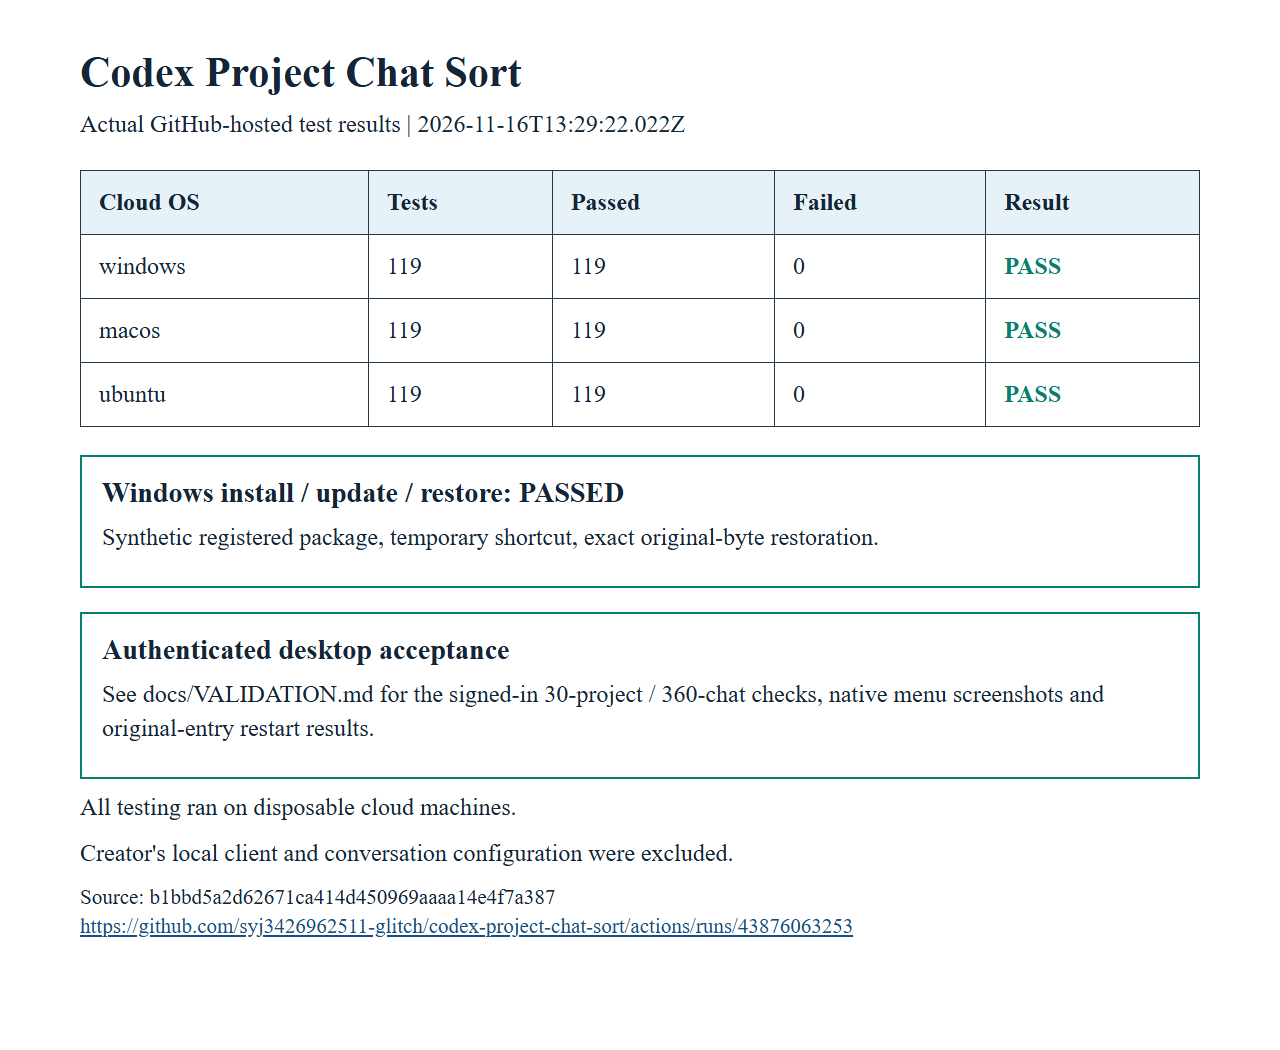 Codex Project Chat Sort
Actual GitHub-hosted test results | 2026-11-16T13:29:22.022Z
Cloud OS Tests Passed Failed Result
windows 119 119 0 PASS
macos 119 119 0 PASS
ubuntu 119 119 0 PASS
Windows install / update / restore: PASSED
Synthetic registered package, temporary shortcut, exact original-byte restoration.
Authenticated desktop acceptance
See docs/VALIDATION.md for the signed-in 30-project / 360-chat checks, native menu screenshots and
original-entry restart results.
All testing ran on disposable cloud machines.
Creator's local client and conversation configuration were excluded.
Source: b1bbd5a2d62671ca414d450969aaaa14e4f7a387
https://github.com/syj3426962511-glitch/codex-project-chat-sort/actions/runs/43876063253